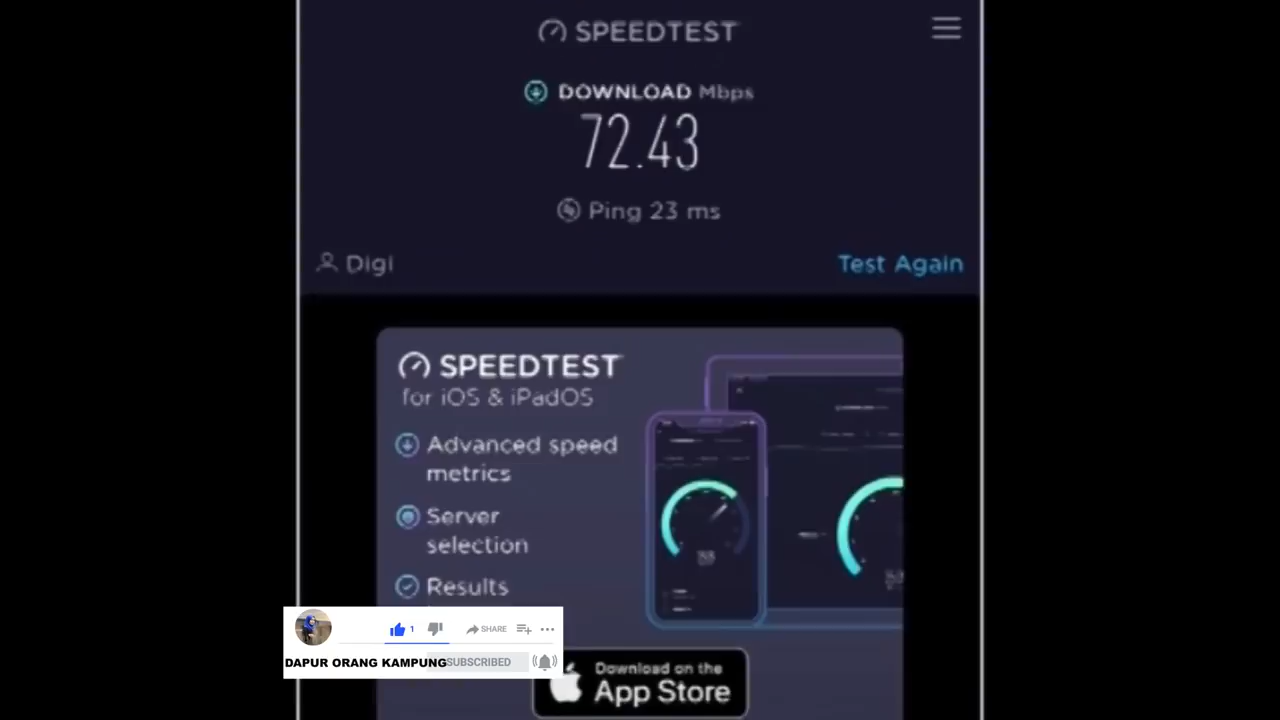 SPEEDTEST
DOWNLOAD Mbps
72.43
Ping 23 ms
Digi
Test Again
SPEEDTEST
for iOS & iPadOS
Advanced speed
metrics
Server
selection
Results
1
SHARE
DAPUR ORANG KAMPUNG
SUBSCRIBED
Download on the
App Store